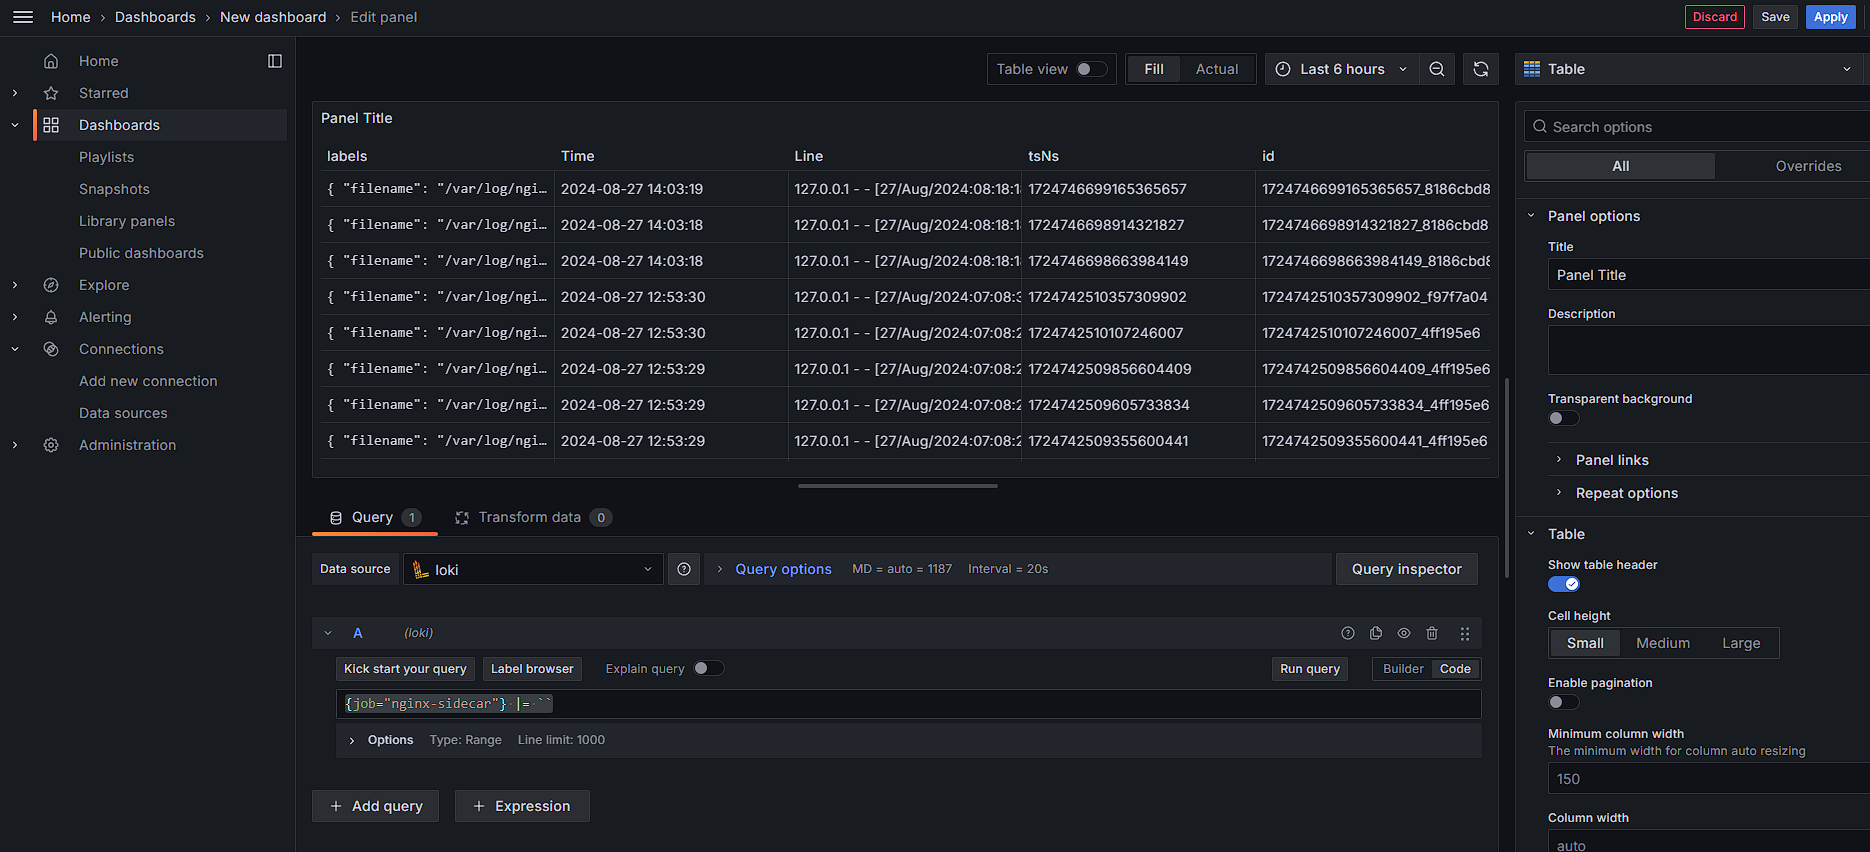 Home › Dashboards › New dashboard › Edit panel
Discard Save Apply
Home
Starred
Dashboards
Playlists
Snapshots
Library panels
Public dashboards
Explore
Alerting
Connections
Add new connection
Data sources
Administration
Table view Fill Actual Last 6 hours
Panel Title
labels Time Line tsNs id
{ "filename": "/var/log/ngi… 2024-08-27 14:03:19 127.0.0.1 - - [27/Aug/2024:08:18:1 1724746699165365657 1724746699165365657_8186cbd8
{ "filename": "/var/log/ngi… 2024-08-27 14:03:18 127.0.0.1 - - [27/Aug/2024:08:18:1 1724746698914321827 1724746698914321827_8186cbd8
{ "filename": "/var/log/ngi… 2024-08-27 14:03:18 127.0.0.1 - - [27/Aug/2024:08:18:1 1724746698663984149 1724746698663984149_8186cbd8
{ "filename": "/var/log/ngi… 2024-08-27 12:53:30 127.0.0.1 - - [27/Aug/2024:07:08:3 1724742510357309902 1724742510357309902_f97f7a04
{ "filename": "/var/log/ngi… 2024-08-27 12:53:30 127.0.0.1 - - [27/Aug/2024:07:08:2 1724742510107246007 1724742510107246007_4ff195e6
{ "filename": "/var/log/ngi… 2024-08-27 12:53:29 127.0.0.1 - - [27/Aug/2024:07:08:2 1724742509856604409 1724742509856604409_4ff195e6
{ "filename": "/var/log/ngi… 2024-08-27 12:53:29 127.0.0.1 - - [27/Aug/2024:07:08:2 1724742509605733834 1724742509605733834_4ff195e6
{ "filename": "/var/log/ngi… 2024-08-27 12:53:29 127.0.0.1 - - [27/Aug/2024:07:08:2 1724742509355600441 1724742509355600441_4ff195e6
Query 1 Transform data 0
Data source loki Query options MD = auto = 1187 Interval = 20s Query inspector
A (loki)
Kick start your query Label browser Explain query Run query Builder Code
{job="nginx-sidecar"} |= ``
Options Type: Range Line limit: 1000
+ Add query + Expression
Table
Search options
All Overrides
Panel options
Title
Panel Title
Description
Transparent background
Panel links
Repeat options
Table
Show table header
Cell height
Small Medium Large
Enable pagination
Minimum column width
The minimum width for column auto resizing
150
Column width
auto